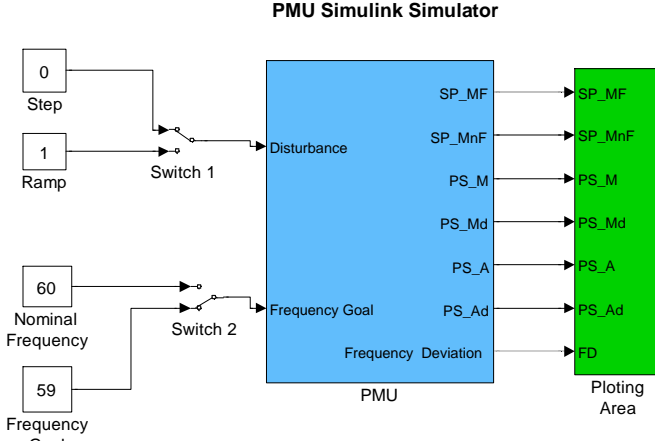 PMU Simulink Simulator
0
Step
1
Ramp
Switch 1
60
Nominal
Frequency
59
Frequency
Switch 2
Disturbance
Frequency Goal
SP_MF
SP_MnF
PS_M
PS_Md
PS_A
PS_Ad
Frequency Deviation
PMU
SP_MF
SP_MnF
PS_M
PS_Md
PS_A
PS_Ad
FD
Ploting
Area